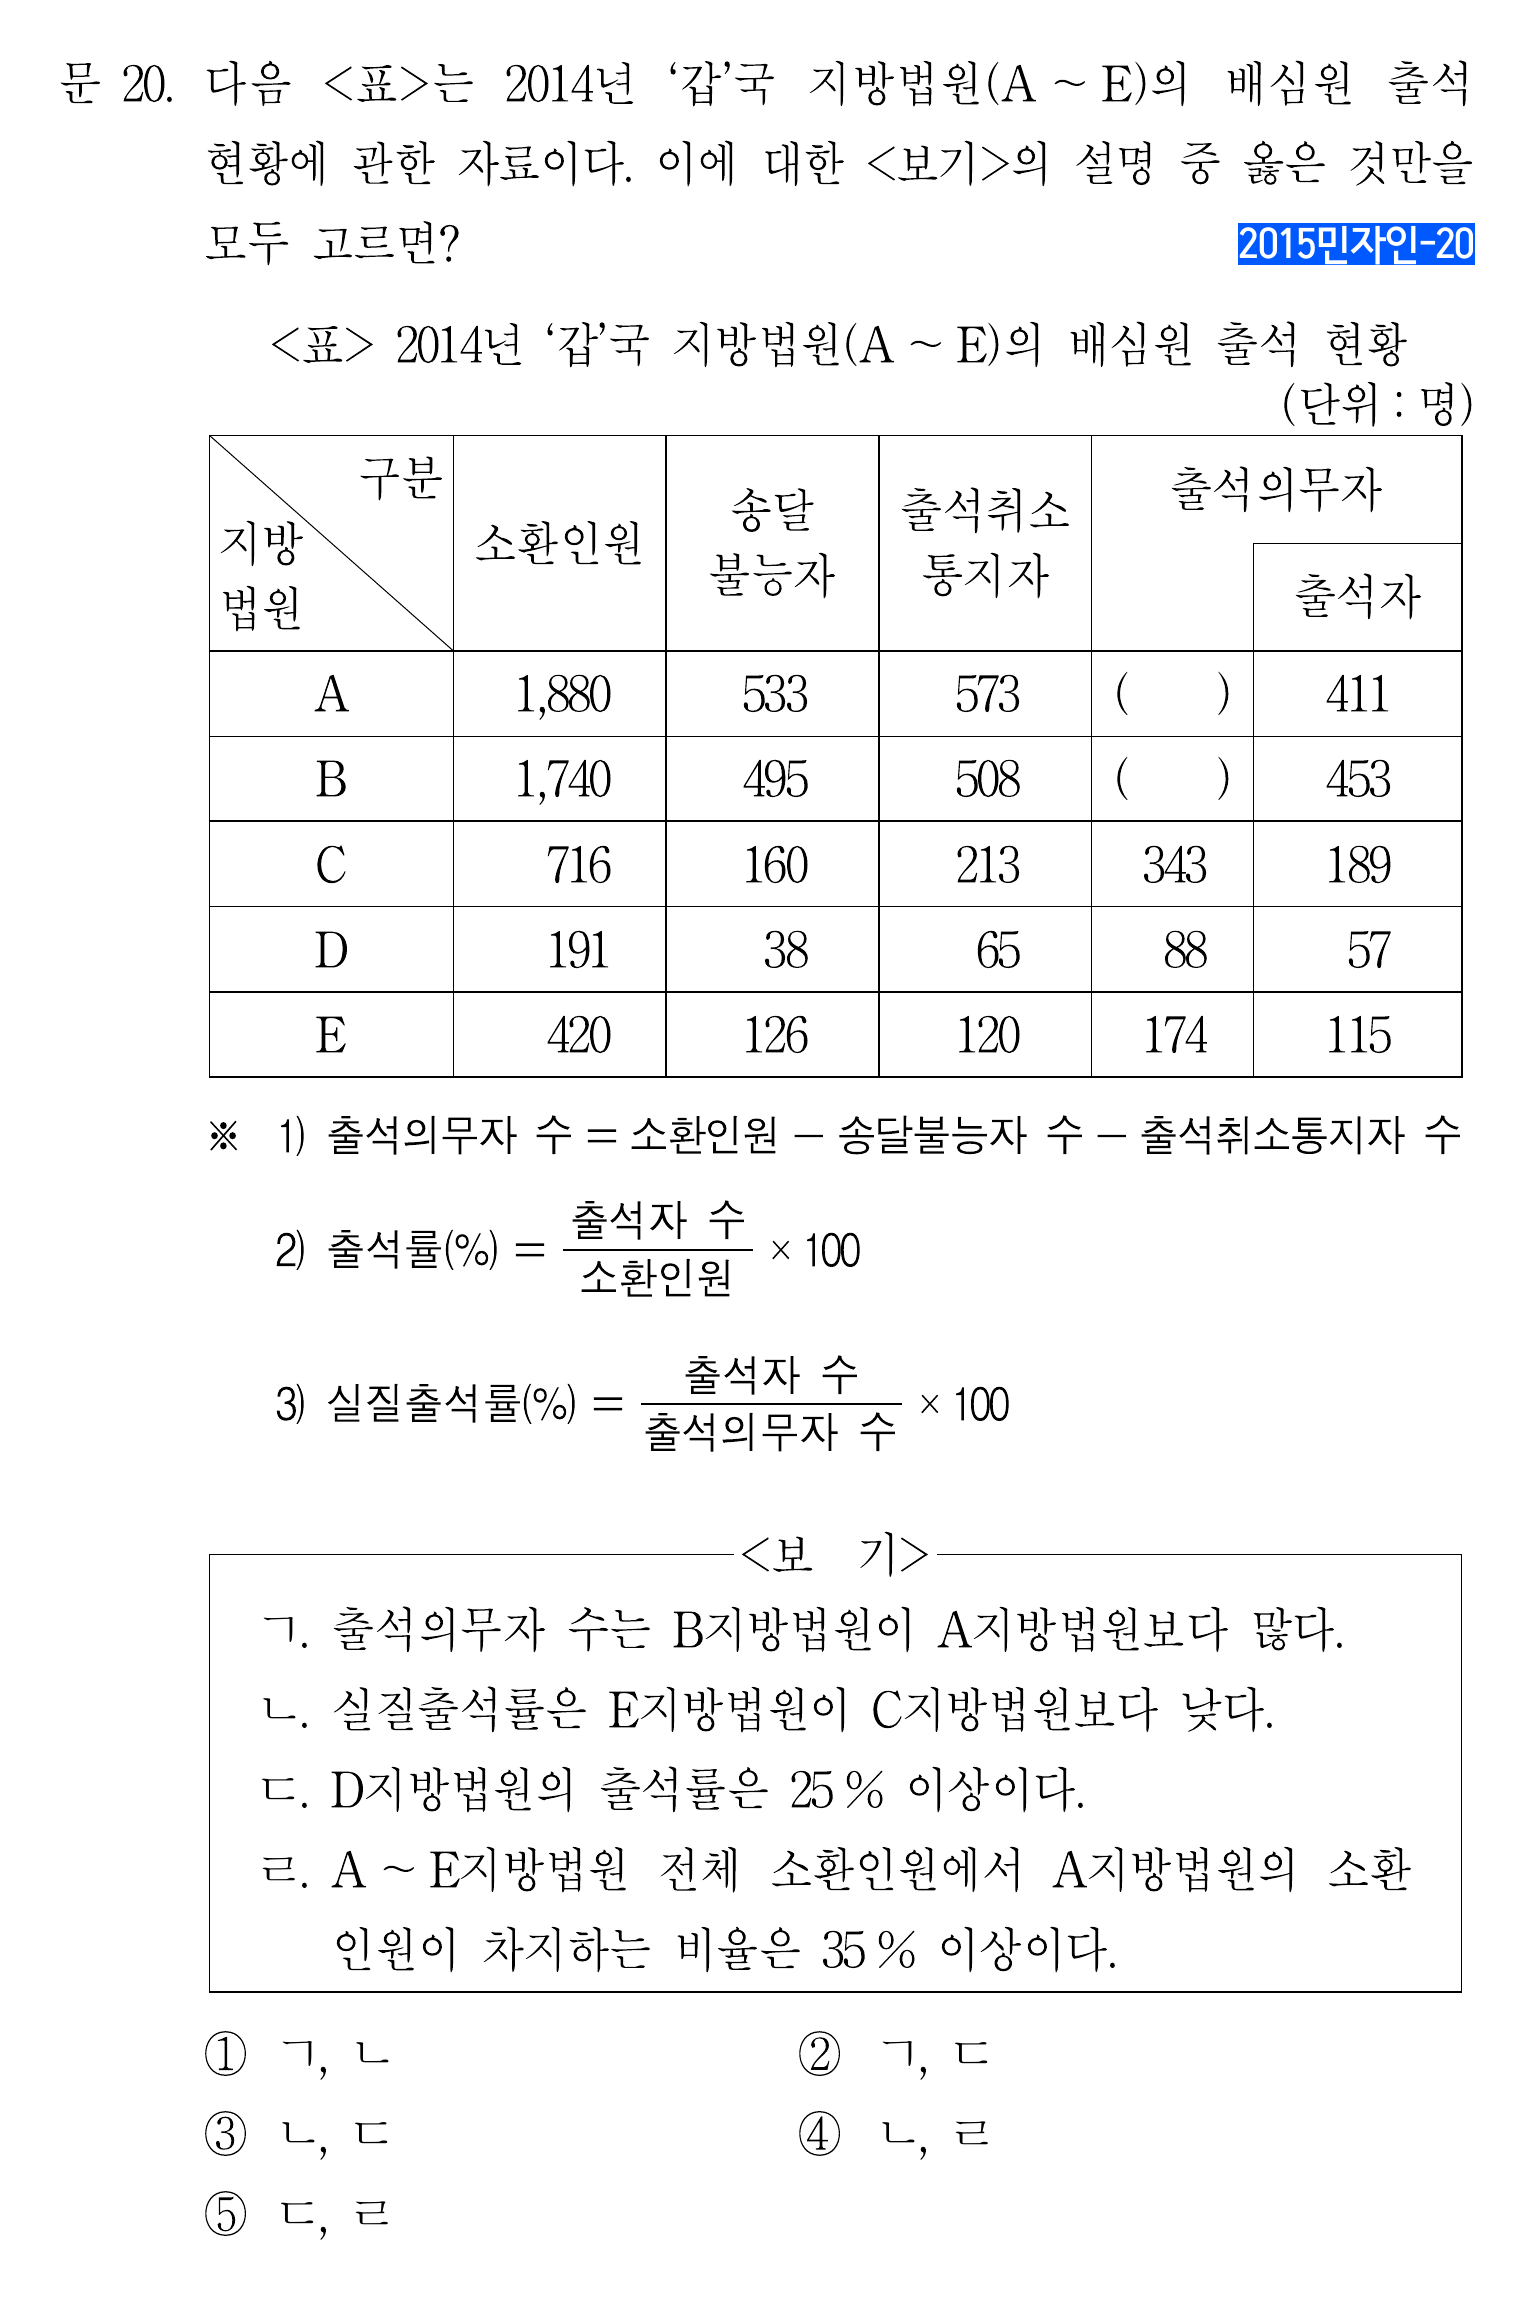 문 20. 다음 <표>는 2014년 ‘갑’국 지방법원(A ~ E)의 배심원 출석
현황에 관한 자료이다. 이에 대한 <보기>의 설명 중 옳은 것만을
모두 고르면?
2015민자인-20
<표> 2014년 ‘갑’국 지방법원(A ~ E)의 배심원 출석 현황
(단위 : 명)
구분
지방
법원
소환인원
송달
불능자
출석취소
통지자
출석의무자
출석자
A 1,880 533 573 (    ) 411
B 1,740 495 508 (    ) 453
C 716 160 213 343 189
D 191 38 65 88 57
E 420 126 120 174 115
※ 1) 출석의무자 수 = 소환인원 − 송달불능자 수 − 출석취소통지자 수
2) 출석률(%) = 출석자 수 / 소환인원 × 100
3) 실질출석률(%) = 출석자 수 / 출석의무자 수 × 100
<보 기>
ㄱ. 출석의무자 수는 B지방법원이 A지방법원보다 많다.
ㄴ. 실질출석률은 E지방법원이 C지방법원보다 낮다.
ㄷ. D지방법원의 출석률은 25 % 이상이다.
ㄹ. A ~ E지방법원 전체 소환인원에서 A지방법원의 소환
인원이 차지하는 비율은 35 % 이상이다.
① ㄱ, ㄴ ② ㄱ, ㄷ
③ ㄴ, ㄷ ④ ㄴ, ㄹ
⑤ ㄷ, ㄹ